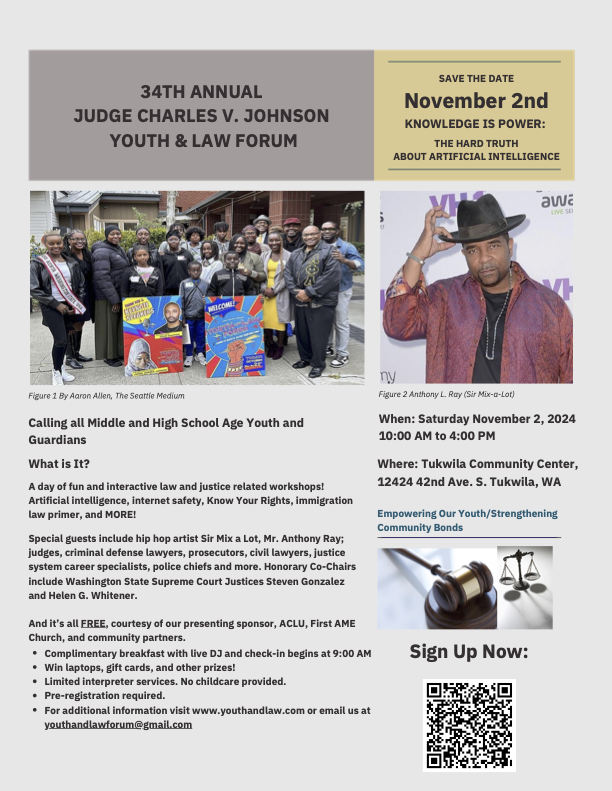 34TH ANNUAL
JUDGE CHARLES V. JOHNSON
YOUTH & LAW FORUM
SAVE THE DATE
November 2nd
KNOWLEDGE IS POWER:
THE HARD TRUTH
ABOUT ARTIFICIAL INTELLIGENCE
WELCOME!
VH
awa
LIVE
VH
ny
Figure 1 By Aaron Allen, The Seattle Medium
Figure 2 Anthony L. Ray (Sir Mix-a-Lot)
Calling all Middle and High School Age Youth and
Guardians
What is It?
A day of fun and interactive law and justice related workshops!
Artificial intelligence, internet safety, Know Your Rights, immigration
law primer, and MORE!
Special guests include hip hop artist Sir Mix a Lot, Mr. Anthony Ray;
judges, criminal defense lawyers, prosecutors, civil lawyers, justice
system career specialists, police chiefs and more. Honorary Co-Chairs
include Washington State Supreme Court Justices Steven Gonzalez
and Helen G. Whitener.
And it's all FREE, courtesy of our presenting sponsor, ACLU, First AME
Church, and community partners.
• Complimentary breakfast with live DJ and check-in begins at 9:00 AM
• Win laptops, gift cards, and other prizes!
• Limited interpreter services. No childcare provided.
• Pre-registration required.
• For additional information visit www.youthandlaw.com or email us at
youthandlawforum@gmail.com
When: Saturday November 2, 2024
10:00 AM to 4:00 PM
Where: Tukwila Community Center,
12424 42nd Ave. S. Tukwila, WA
Empowering Our Youth/Strengthening
Community Bonds
Sign Up Now: